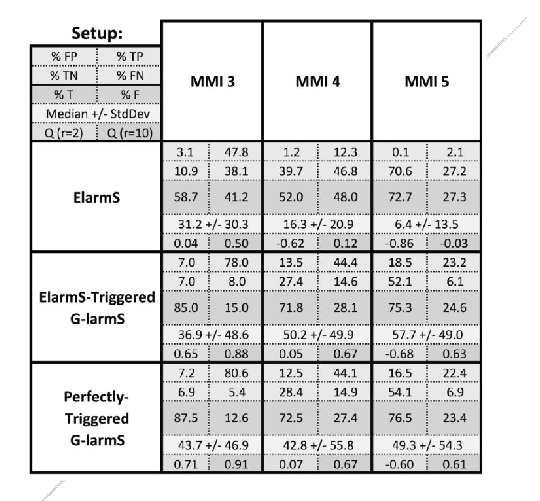 Setup:
% FP % TP
% TN % FN
% T % F
Median +/- StdDev
Q (r=2) Q (r=10)
MMI 3 MMI 4 MMI 5
ElarmS
3.1 47.8 1.2 12.3 0.1 2.1
10.9 38.1 39.7 46.8 70.6 27.2
58.7 41.2 52.0 48.0 72.7 27.3
31.2 +/- 30.3 16.3 +/- 20.9 6.4 +/- 13.5
0.04 0.50 -0.62 0.12 -0.86 -0.03
ElarmS-Triggered
G-larmS
7.0 78.0 13.5 44.4 18.5 23.2
7.0 8.0 27.4 14.6 52.1 6.1
85.0 15.0 71.8 28.1 75.3 24.6
36.9 +/- 48.6 50.2 +/- 49.9 57.7 +/- 49.0
0.65 0.88 0.05 0.67 -0.68 0.63
Perfectly-
Triggered
G-larmS
7.2 80.6 12.5 44.1 16.5 22.4
6.9 5.4 28.4 14.9 54.1 6.9
87.5 12.6 72.5 27.4 76.5 23.4
43.7 +/- 46.9 42.8 +/- 55.8 49.3 +/- 54.3
0.71 0.91 0.07 0.67 -0.60 0.61